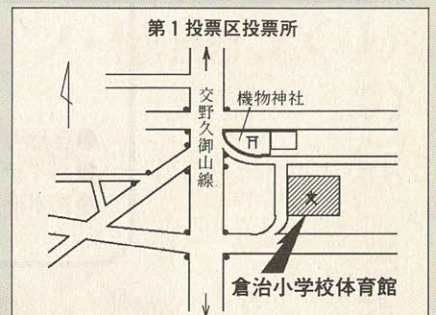 第1投票区投票所
交野久御山線
機物神社
文
倉治小学校体育館